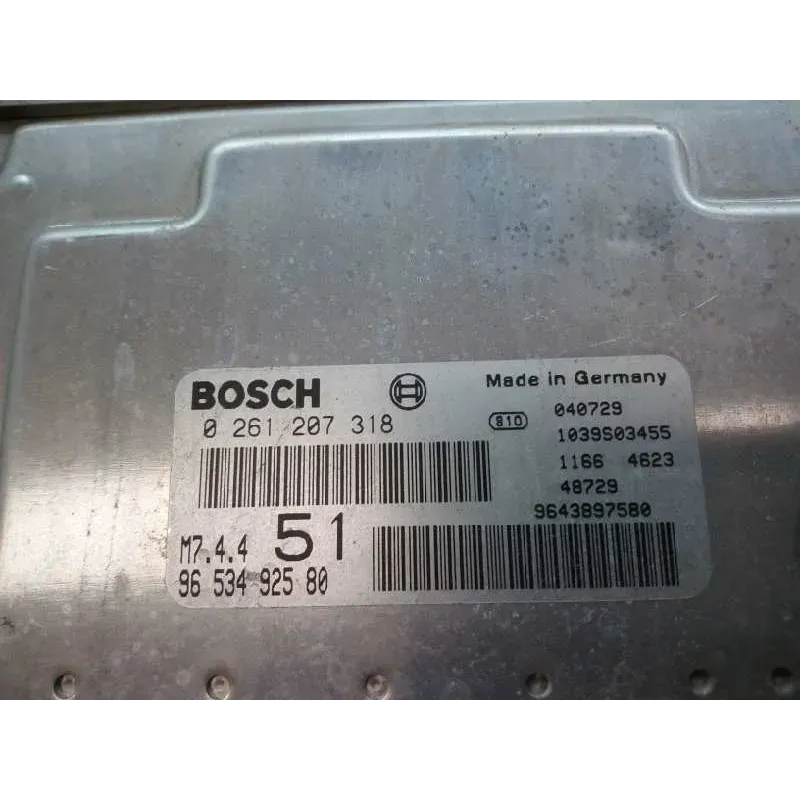 BOSCH
Made in Germany
0 261 207 318
810
040729
1039S03455
1166 4623
48729
9643897580
M7.4.4 51
96 534 925 80